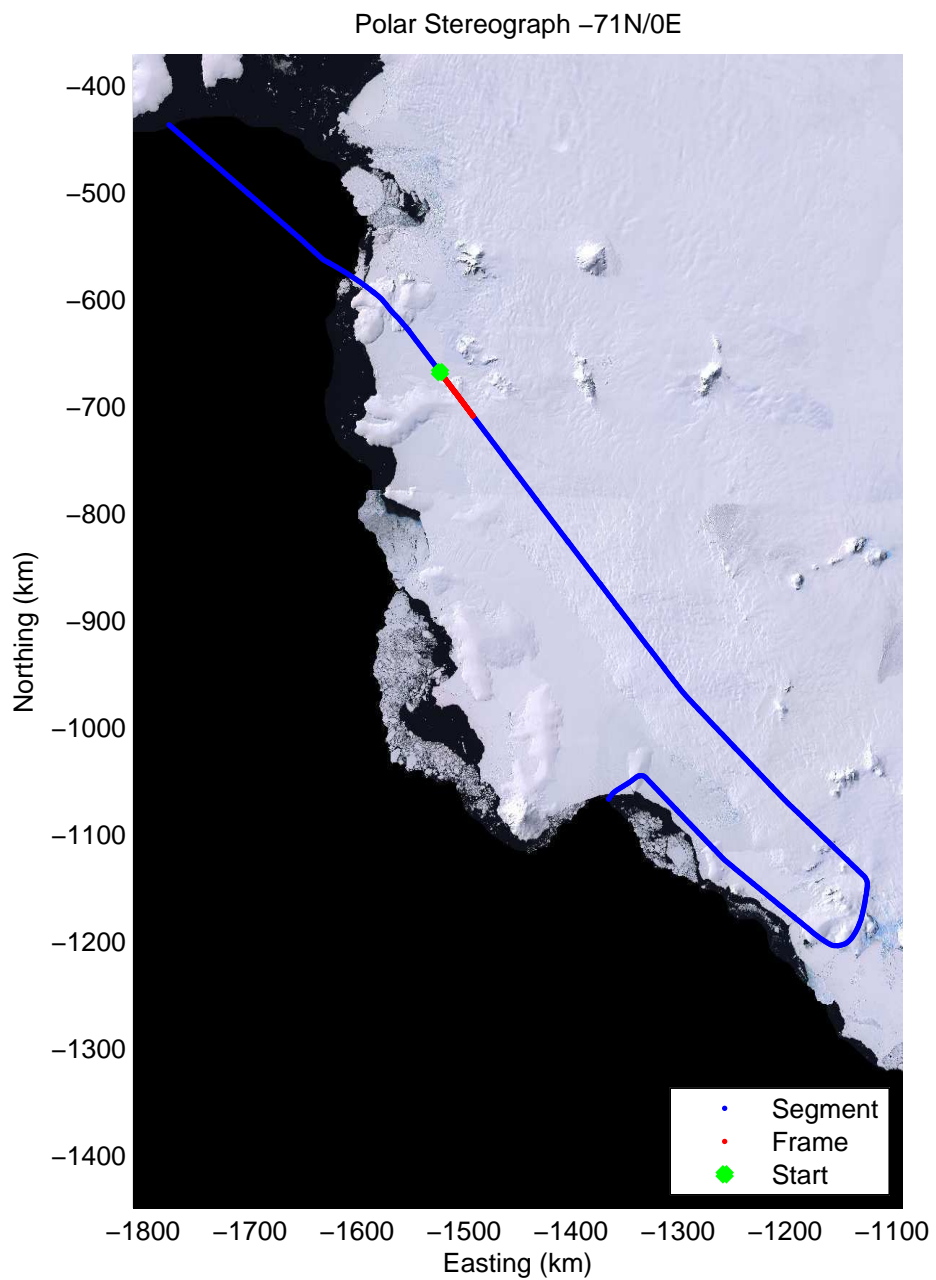 Polar Stereograph −71N/0E
−400
−500
−600
−700
−800
−900
−1000
−1100
−1200
−1300
−1400
Northing (km)
Segment
Frame
Start
−1800 −1700 −1600 −1500 −1400 −1300 −1200 −1100
Easting (km)